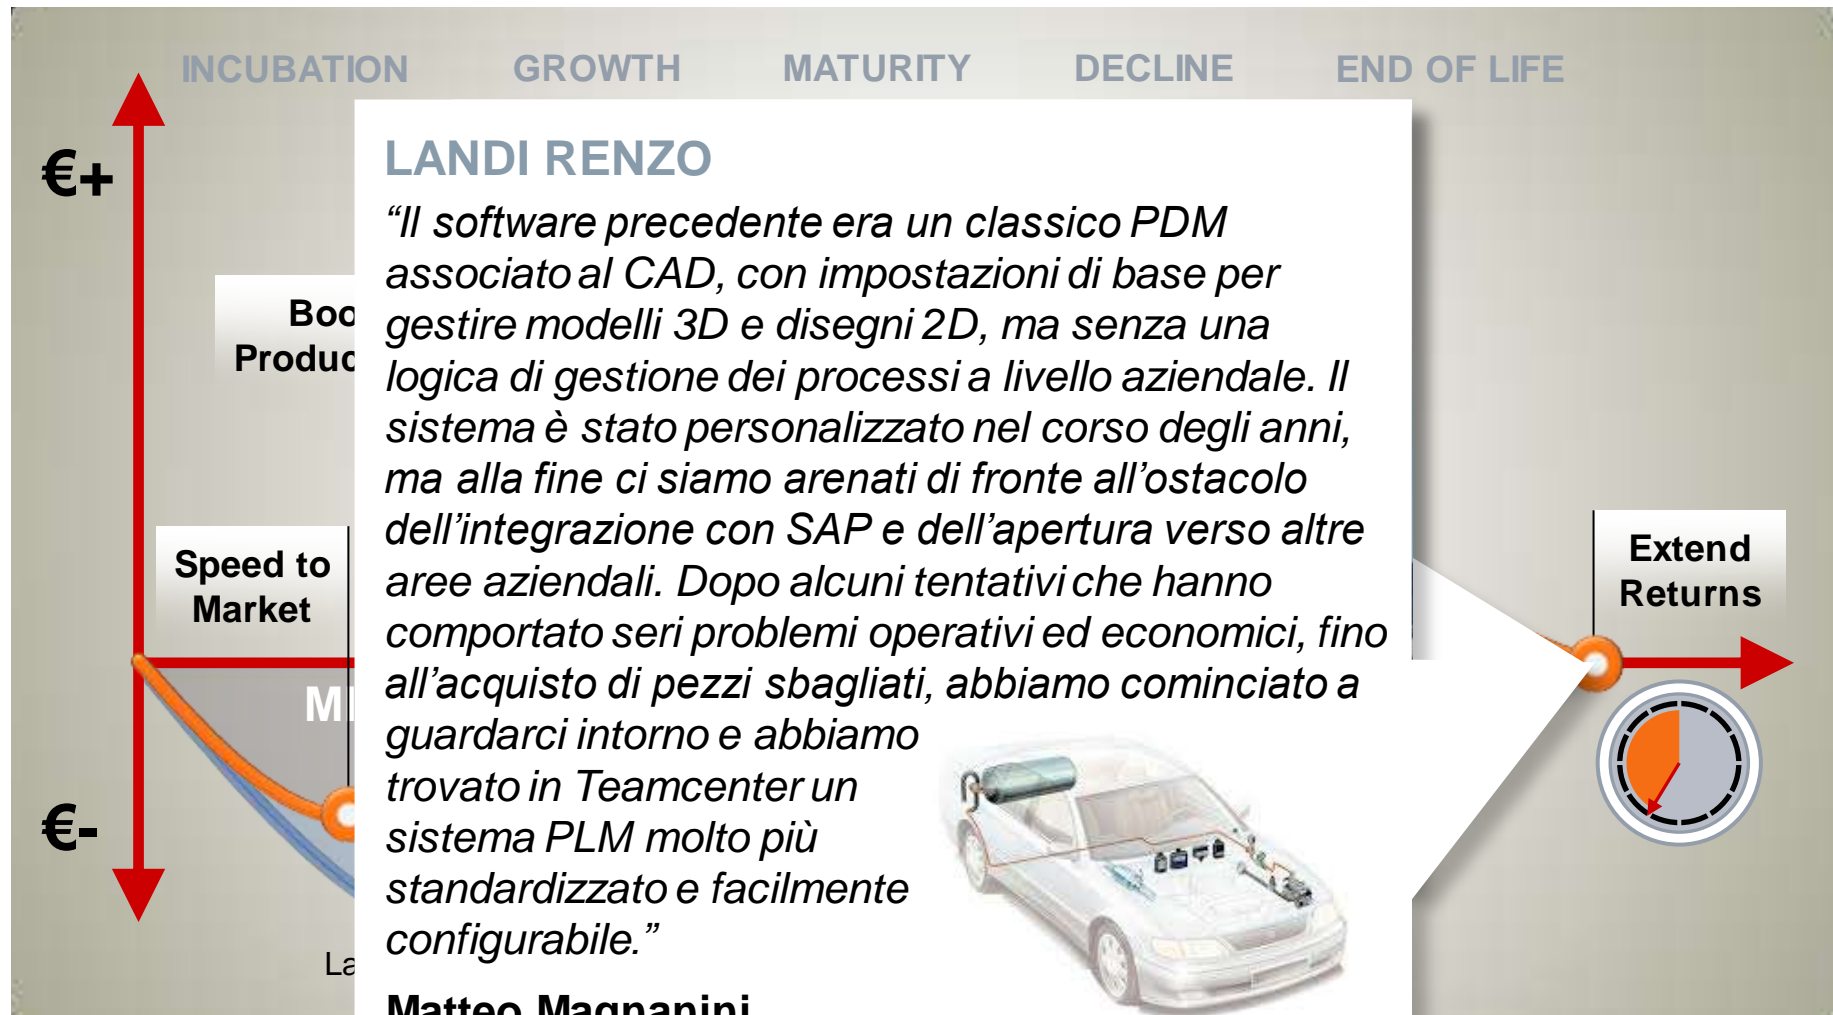 INCUBATION GROWTH MATURITY DECLINE END OF LIFE
€+
LANDI RENZO
“Il software precedente era un classico PDM
associato al CAD, con impostazioni di base per
gestire modelli 3D e disegni 2D, ma senza una
logica di gestione dei processi a livello aziendale. Il
sistema è stato personalizzato nel corso degli anni,
ma alla fine ci siamo arenati di fronte all’ostacolo
dell’integrazione con SAP e dell’apertura verso altre
aree aziendali. Dopo alcuni tentativi che hanno
comportato seri problemi operativi ed economici, fino
all’acquisto di pezzi sbagliati, abbiamo cominciato a
guardarci intorno e abbiamo
trovato in Teamcenter un
sistema PLM molto più
standardizzato e facilmente
configurabile.”
Matteo Magnanini
Speed to
Market
Extend
Returns
€-